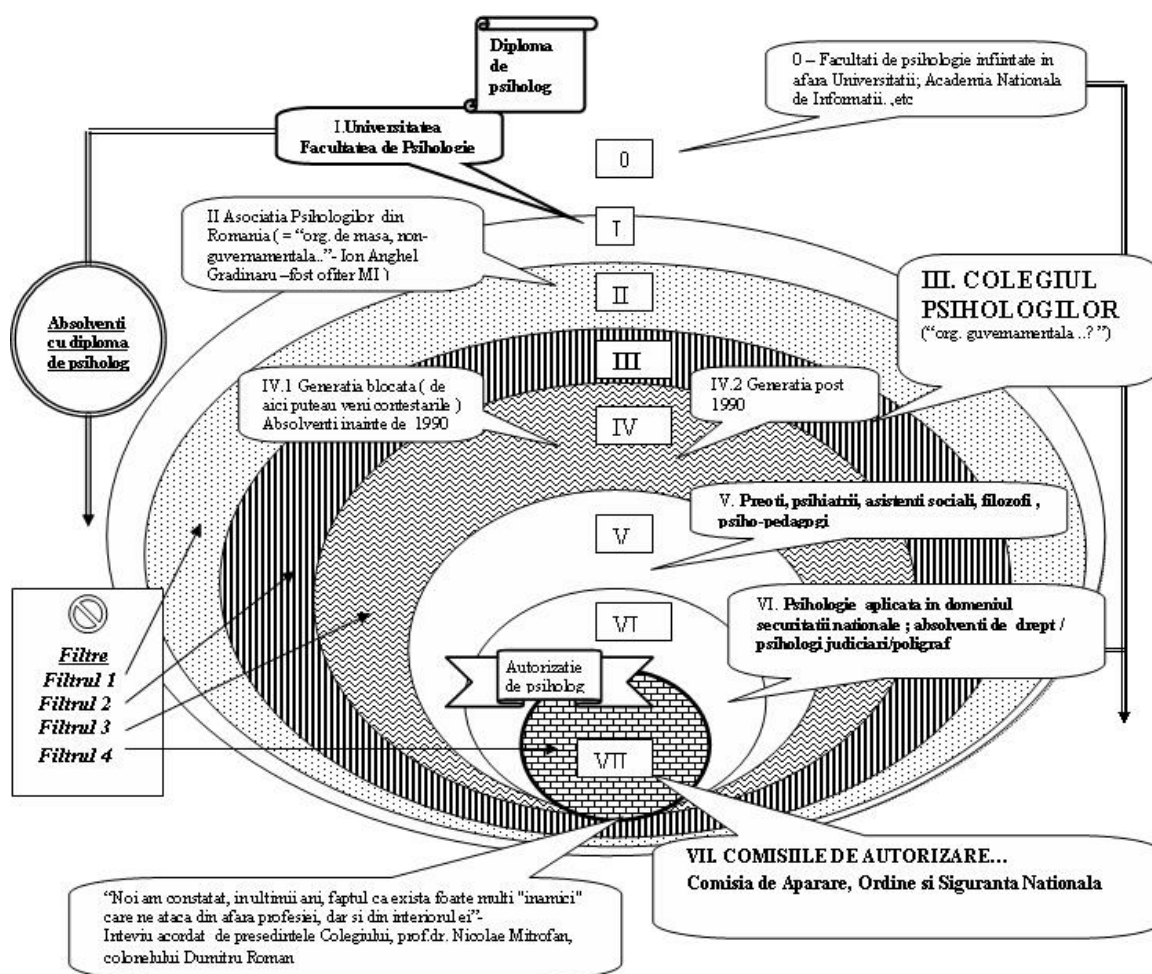 Diploma
de
psiholog
0 – Facultati de psihologie infiintate in
afara Universitatii; Academia Nationala
de Informatii. ,etc
I.Universitatea
Facultatea de Psihologie
0
I
II Asociatia Psihologilor din
Romania ( = “org. de masa, non-
guvernamentala..”- Ion Anghel
Gradinaru –fost ofiter MI )
II
III. COLEGIUL
PSIHOLOGILOR
(“org. guvernamentala ..? ”)
Absolventi
cu diploma
de psiholog
III
IV.1 Generatia blocata ( de
aici puteau veni contestarile )
Absolventi inainte de 1990
IV.2 Generatia post
1990
IV
V. Preoti, psihiatrii, asistenti sociali, filozofi ,
psiho-pedagogi
V
VI. Psihologie aplicata in domeniul
securitatii nationale ; absolventi de drept /
psihologi judiciari/poligraf
VI
Filtre
Filtrul 1
Filtrul 2
Filtrul 3
Filtrul 4
Autorizatie
de psiholog
VII
VII. COMISIILE DE AUTORIZARE…
Comisia de Aparare, Ordine si Siguranta Nationala
“Noi am constatat, in ultimii ani, faptul ca exista foarte multi "inamici"
care ne ataca din afara profesiei, dar si din interiorul ei”-
Inteviu acordat de presedintele Colegiului, prof.dr. Nicolae Mitrofan,
colonelului Dumitru Roman